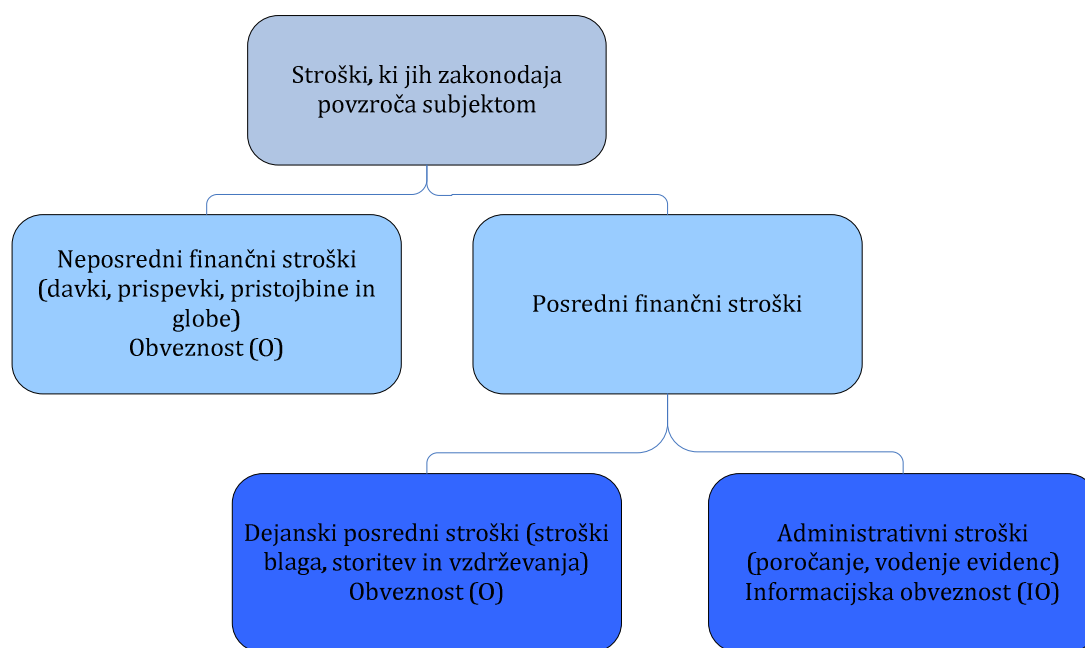 Stroški, ki jih zakonodaja
povzroča subjektom
Neposredni finančni stroški
(davki, prispevki, pristojbine in
globe)
Obveznost (O)
Posredni finančni stroški
Dejanski posredni stroški (stroški
blaga, storitev in vzdrževanja)
Obveznost (O)
Administrativni stroški
(poročanje, vodenje evidenc)
Informacijska obveznost (IO)